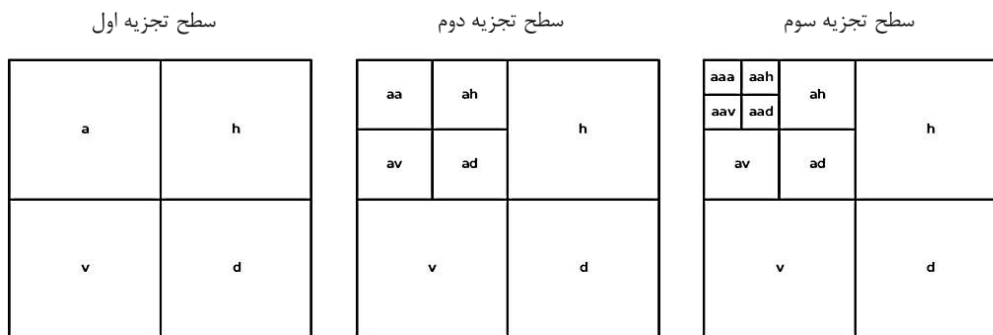 سطح تجزیه اول
سطح تجزیه دوم
سطح تجزیه سوم
a h
v d
aa ah
av ad
h
v d
aaa aah
aav aad
ah
av ad
h
v d